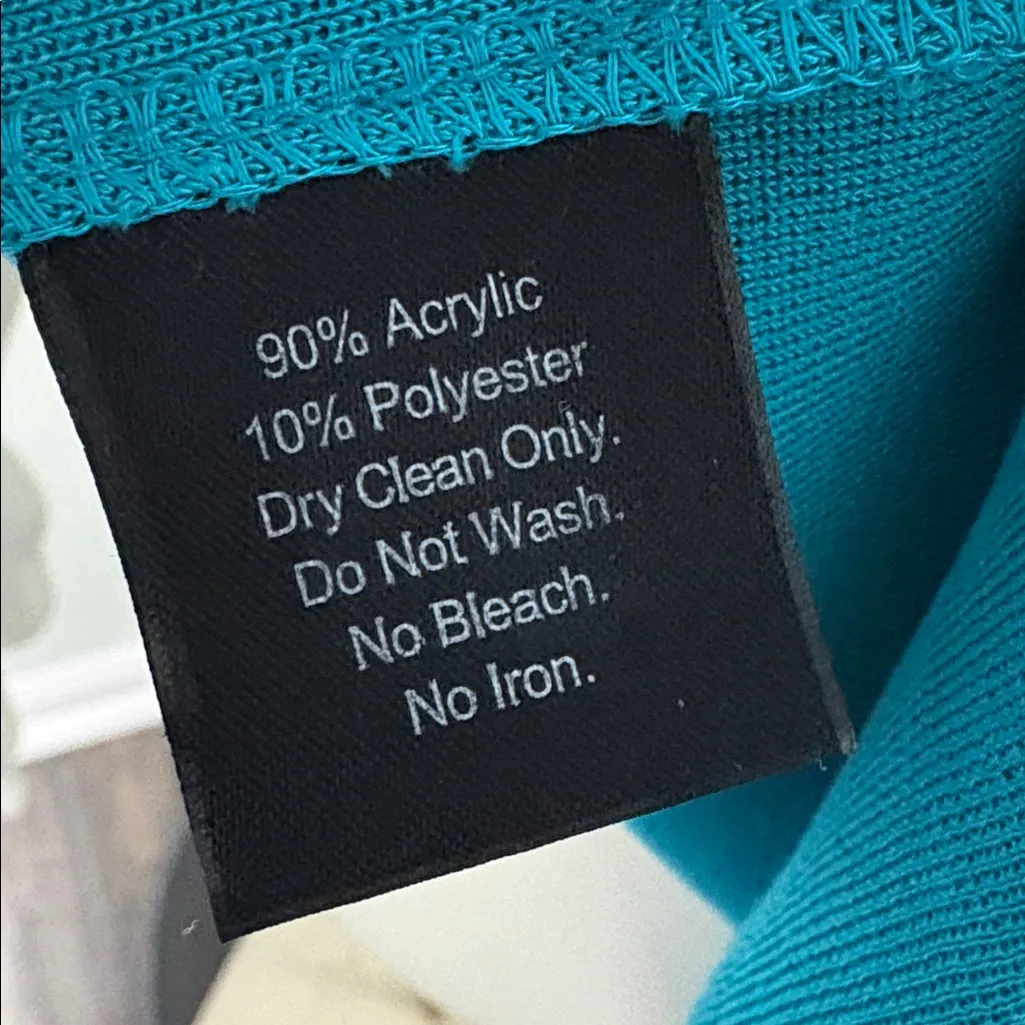 90% Acrylic
10% Polyester
Dry Clean Only.
Do Not Wash.
No Bleach.
No Iron.